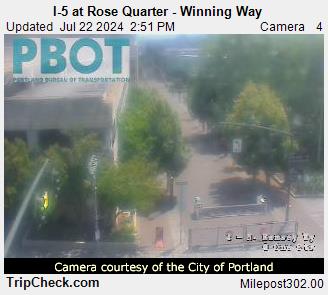 I-5 at Rose Quarter - Winning Way
Updated Jul 22 2024 2:51 PM Camera 4
PBOT
PORTLAND BUREAU OF TRANSPORTATION
Camera courtesy of the City of Portland
TripCheck.com Milepost302.00